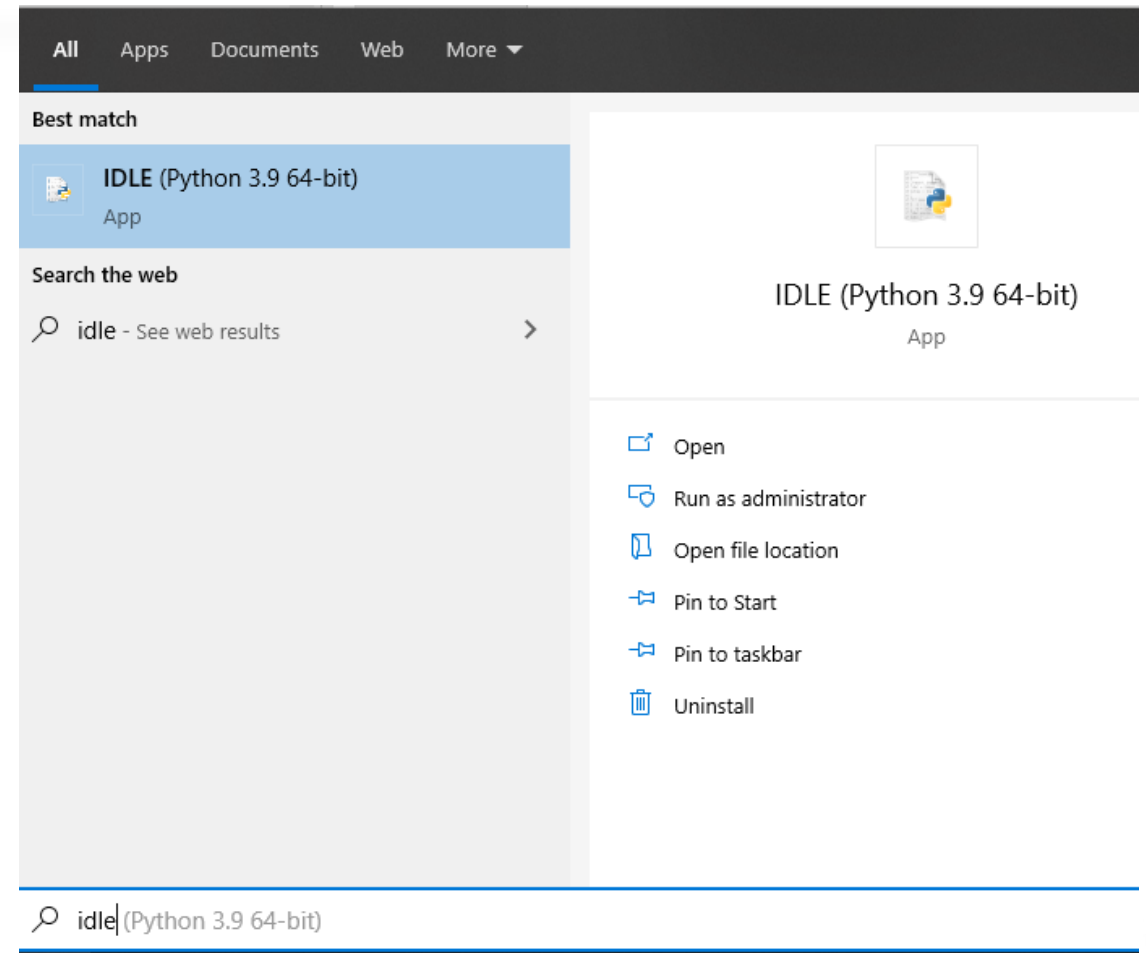 All Apps Documents Web More
Best match
IDLE (Python 3.9 64-bit)
App
Search the web
idle - See web results
IDLE (Python 3.9 64-bit)
App
Open
Run as administrator
Open file location
Pin to Start
Pin to taskbar
Uninstall
idle (Python 3.9 64-bit)